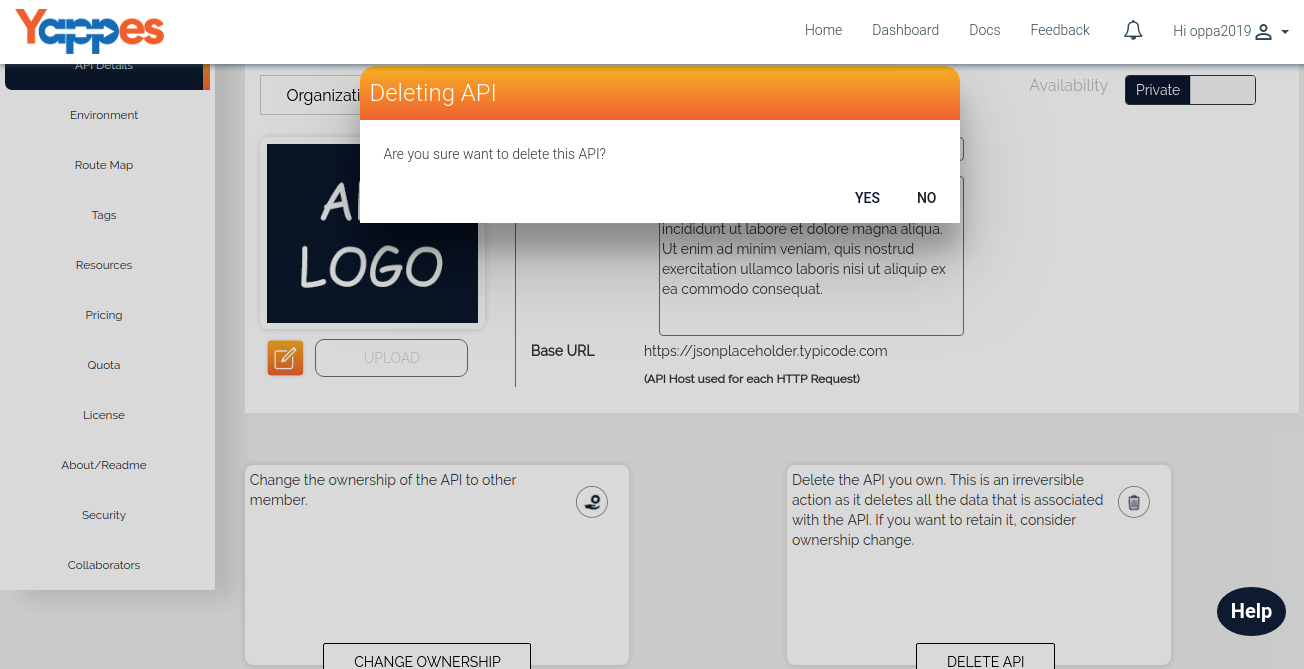 Yappes
Home
Dashboard
Docs
Feedback
Hi oppa2019
API Details
Environment
Route Map
Tags
Resources
Pricing
Quota
License
About/Readme
Security
Collaborators
Deleting API
Are you sure want to delete this API?
YES
NO
Availability
Private
LOGO
UPLOAD
incididunt ut labore et dolore magna aliqua.
Ut enim ad minim veniam, quis nostrud
exercitation ullamco laboris nisi ut aliquip ex
ea commodo consequat.
Base URL
https://jsonplaceholder.typicode.com
(API Host used for each HTTP Request)
Change the ownership of the API to other
member.
CHANGE OWNERSHIP
Delete the API you own. This is an irreversible
action as it deletes all the data that is associated
with the API. If you want to retain it, consider
ownership change.
DELETE API
Help